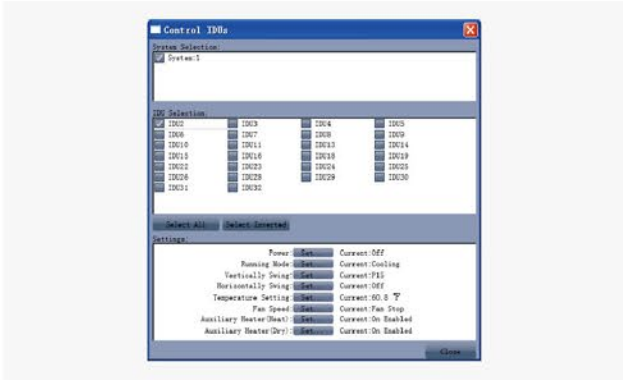 Control IDUs
System Selection:
System:1
IDU Selection:
IDU2 IDU3 IDU4 IDU5
IDU6 IDU7 IDU8 IDU9
IDU10 IDU11 IDU13 IDU14
IDU15 IDU16 IDU18 IDU19
IDU22 IDU23 IDU24 IDU25
IDU26 IDU28 IDU29 IDU30
IDU31 IDU32
Select All Select Inverted
Settings:
Power: Set... Current:Off
Running Mode: Set... Current:Cooling
Vertically Swing: Set... Current:PIS
Horizontally Swing: Set... Current:Off
Temperature Setting: Set... Current:60.8 ℉
Fan Speed: Set... Current:Fan Stop
Auxiliary Heater(Heat): Set... Current:On Enabled
Auxiliary Heater(Dry): Set... Current:On Enabled
Close